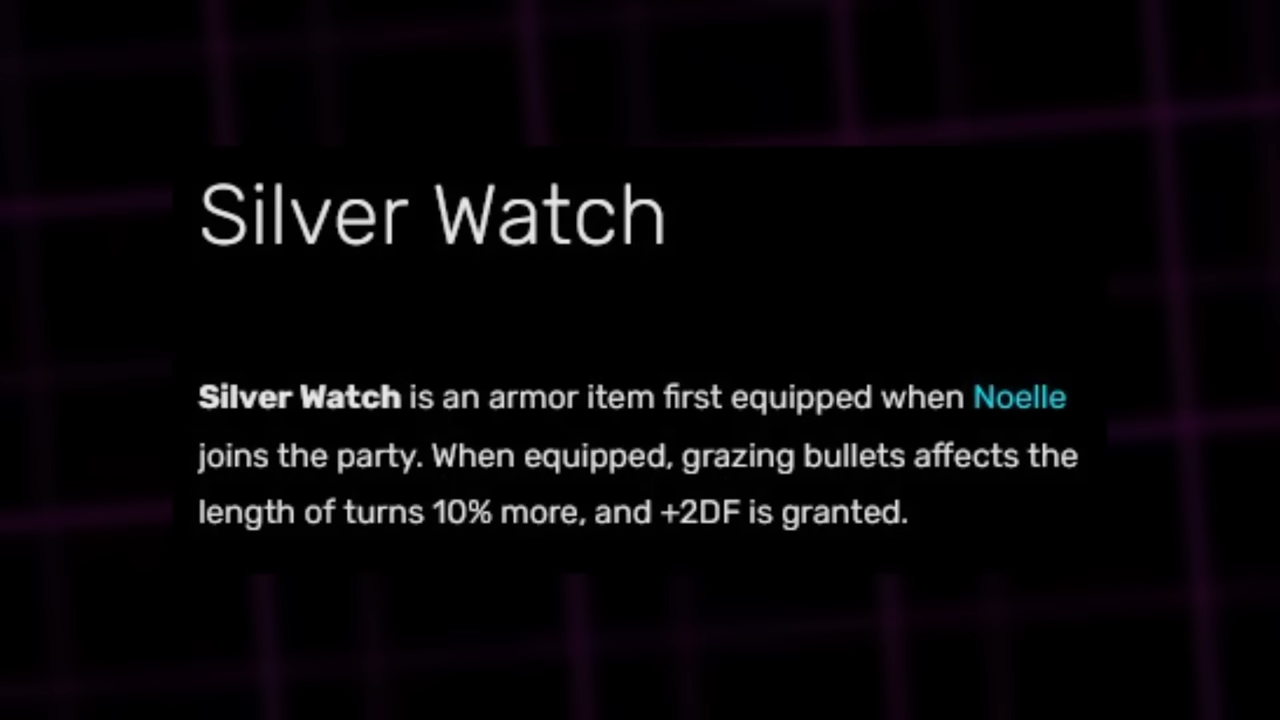 Silver Watch
Silver Watch is an armor item first equipped when Noelle
joins the party. When equipped, grazing bullets affects the
length of turns 10% more, and +2DF is granted.